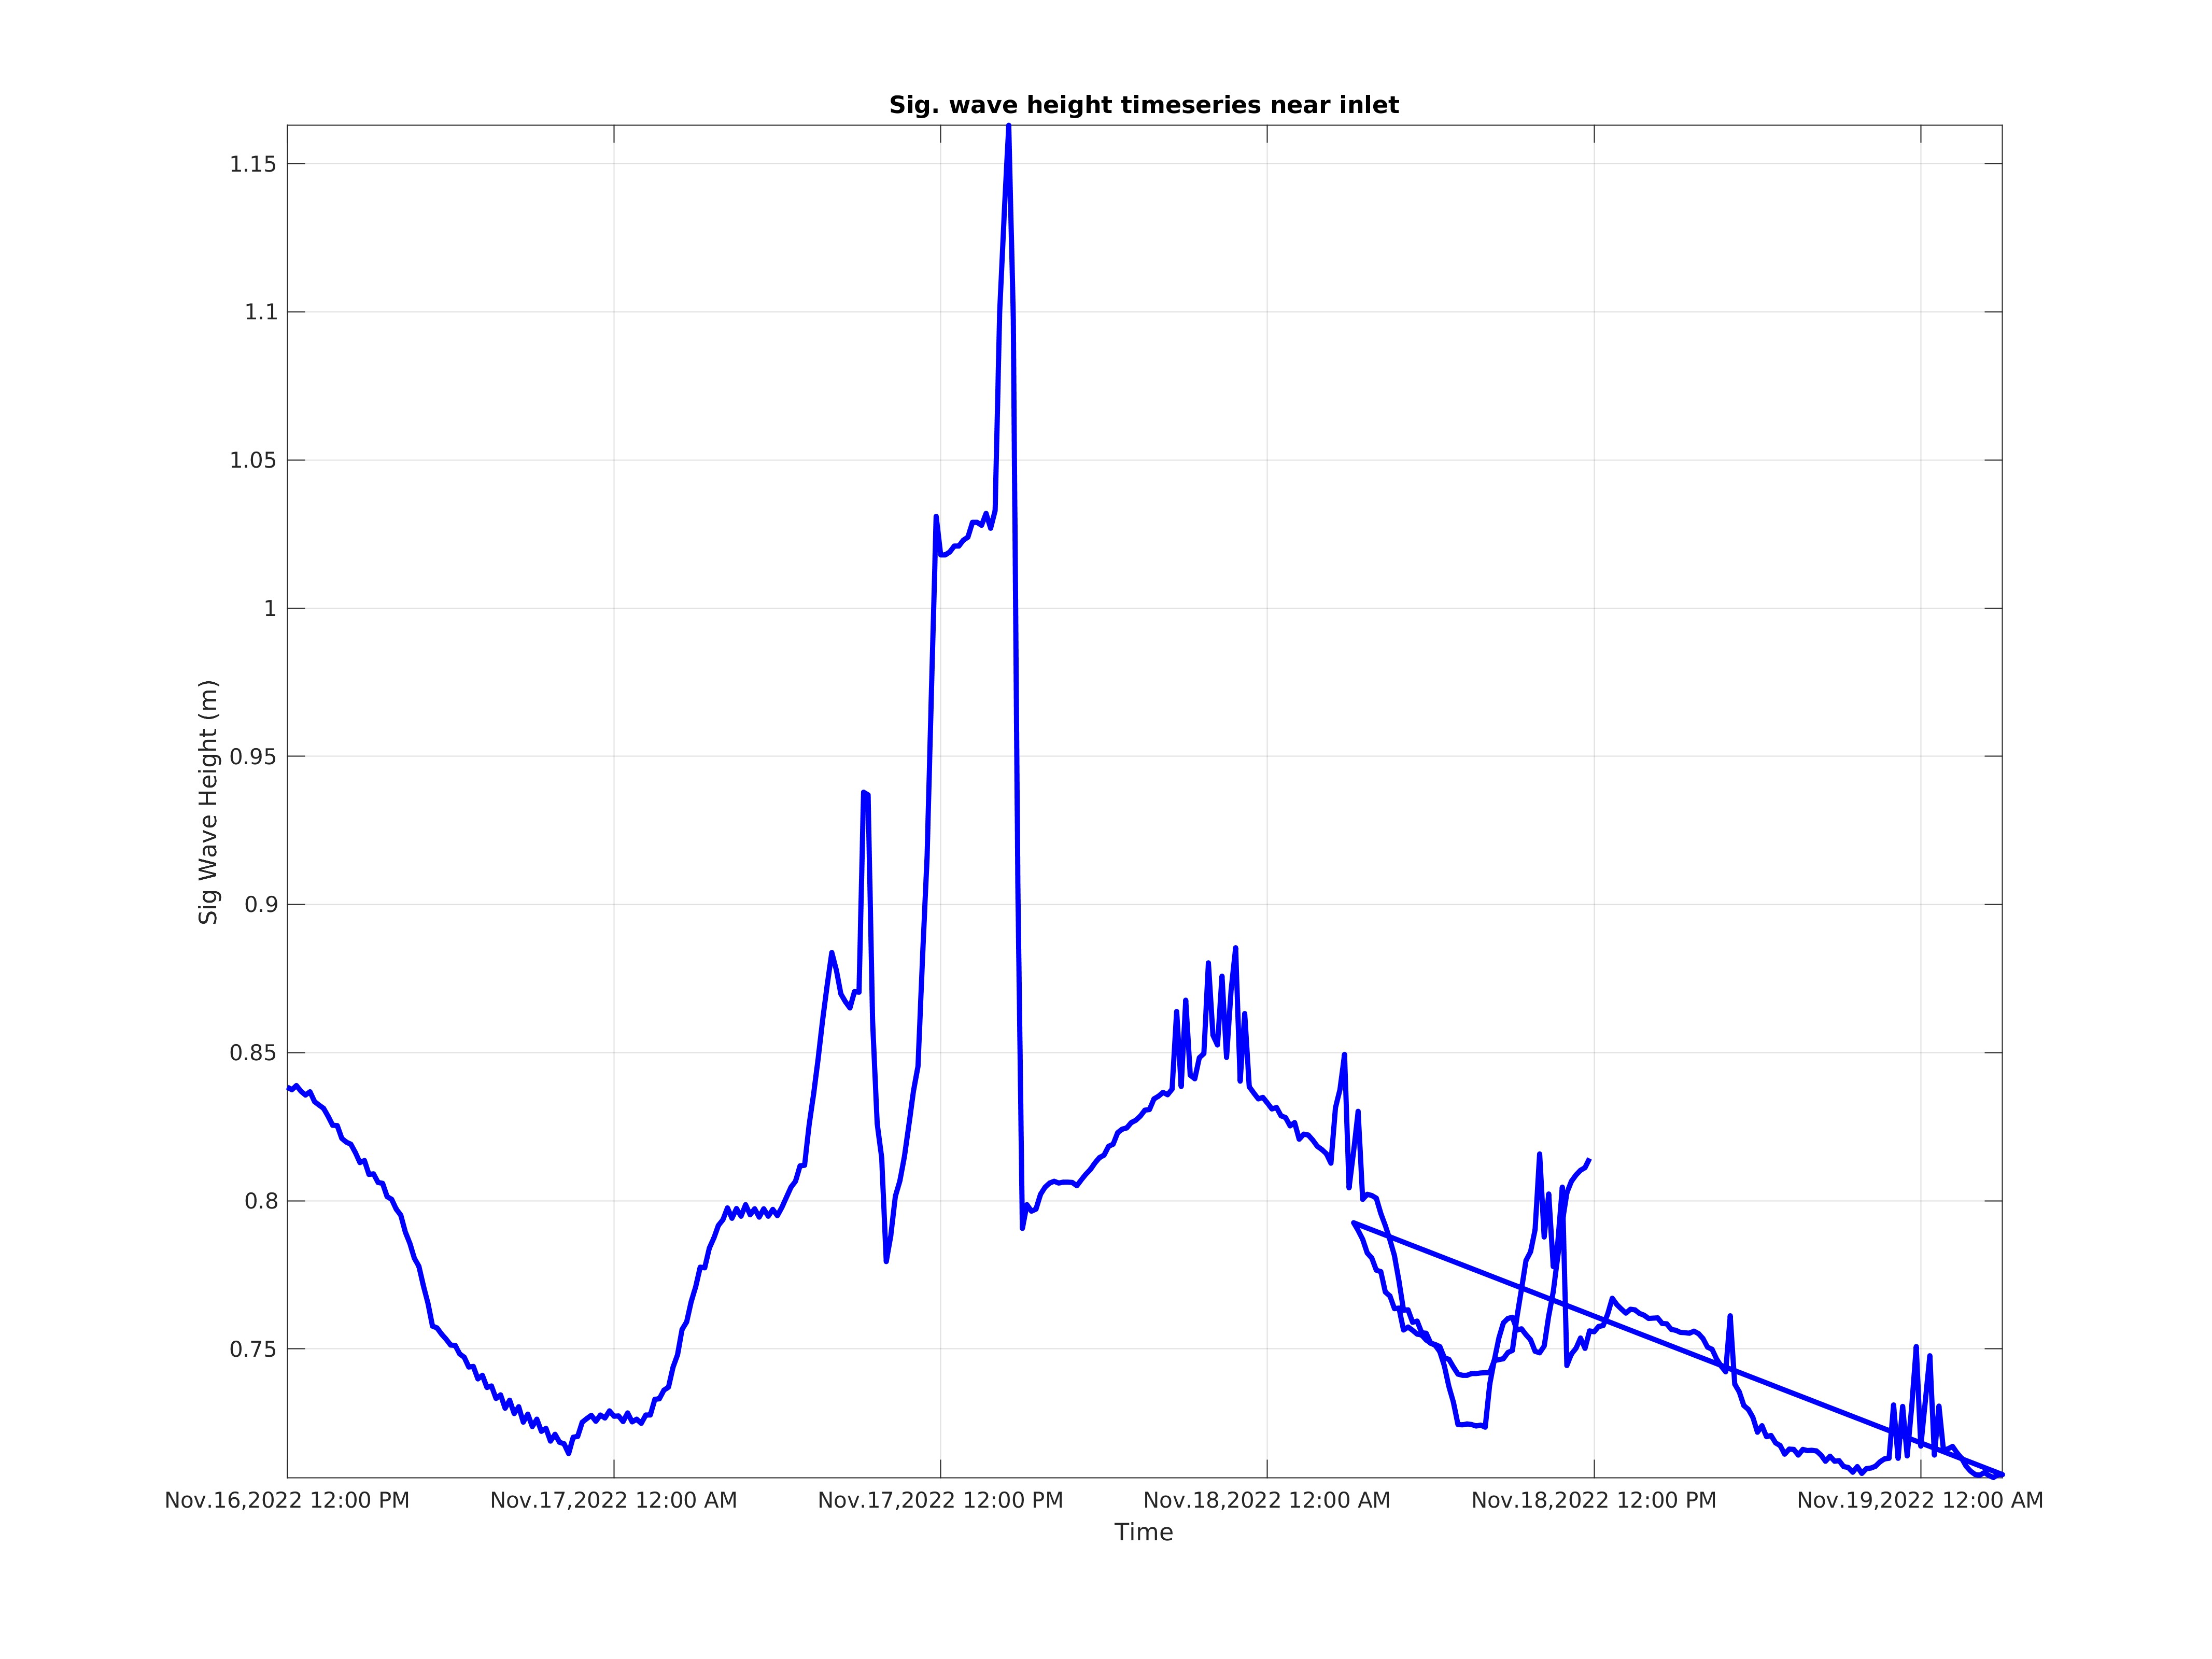 Sig. wave height timeseries near inlet
1.15
1.1
1.05
1
0.95
0.9
0.85
0.8
0.75
Sig Wave Height (m)
Nov.16,2022 12:00 PM
Nov.17,2022 12:00 AM
Nov.17,2022 12:00 PM
Nov.18,2022 12:00 AM
Nov.18,2022 12:00 PM
Nov.19,2022 12:00 AM
Time